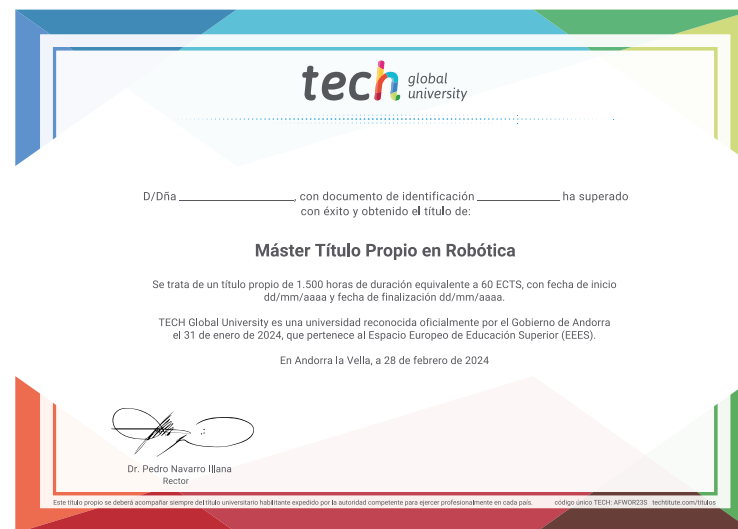 tech global university
D/Dña ______________, con documento de identificación ______________ ha superado
con éxito y obtenido el título de:
Máster Título Propio en Robótica
Se trata de un título propio de 1.500 horas de duración equivalente a 60 ECTS, con fecha de inicio
dd/mm/aaaa y fecha de finalización dd/mm/aaaa.
TECH Global University es una universidad reconocida oficialmente por el Gobierno de Andorra
el 31 de enero de 2024, que pertenece al Espacio Europeo de Educación Superior (EEES).
En Andorra la Vella, a 28 de febrero de 2024
Dr. Pedro Navarro Illana
Rector
Este título propio se deberá acompañar siempre del título universitario habilitante expedido por la autoridad competente para ejercer profesionalmente en cada país. código único TECH: AFWOR23S techtitute.com/titulos